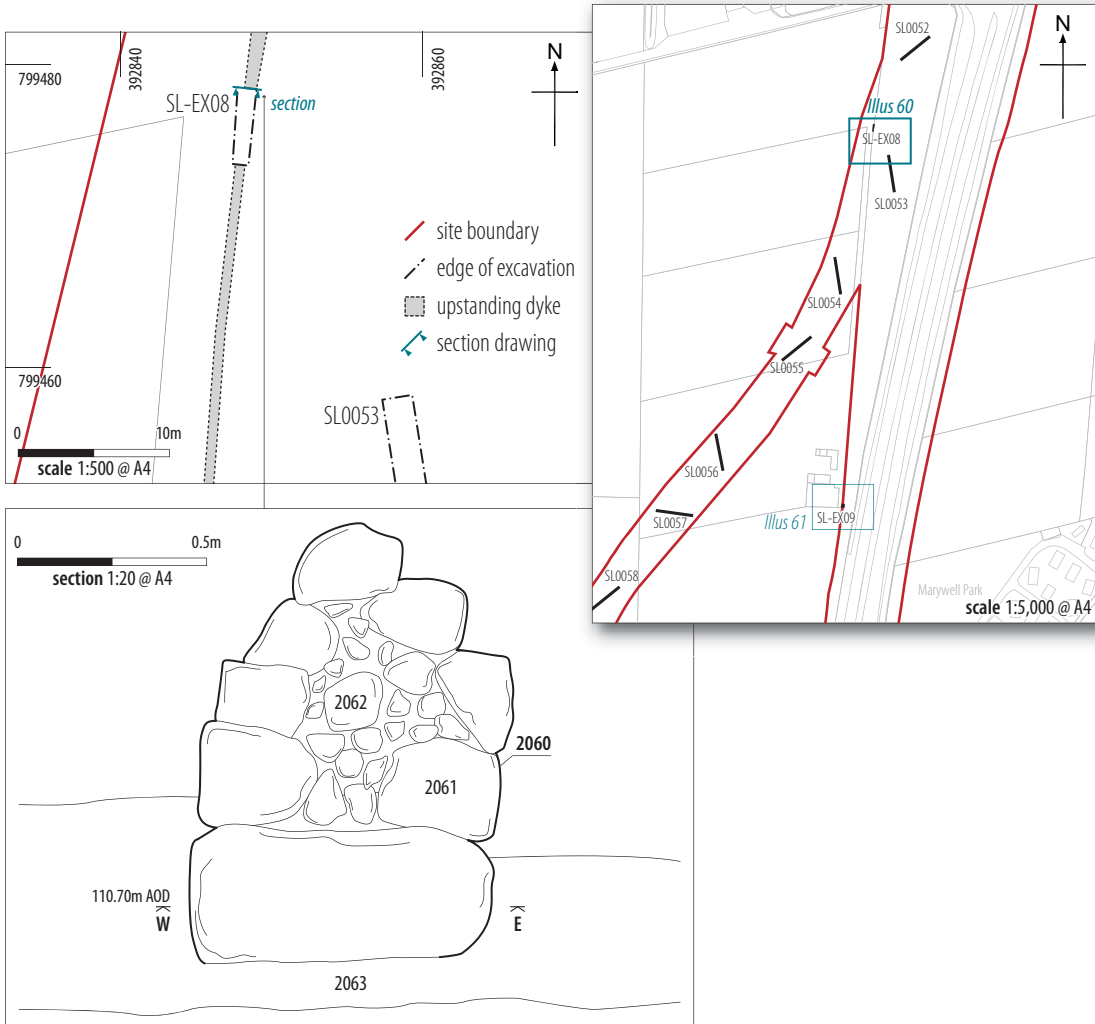 799480
392840
392860
N
SL-EX08
section
site boundary
edge of excavation
upstanding dyke
section drawing
799460
SL0053
0 10m
scale 1:500 @ A4
SL0052
N
Illus 60
SL-EX08
SL0053
SL0054
SL0055
SL0056
SL0057
Illus 61
SL-EX09
SL0058
Marywell Park
scale 1:5,000 @ A4
0 0.5m
section 1:20 @ A4
2062
2060
2061
110.70m AOD
W
E
2063